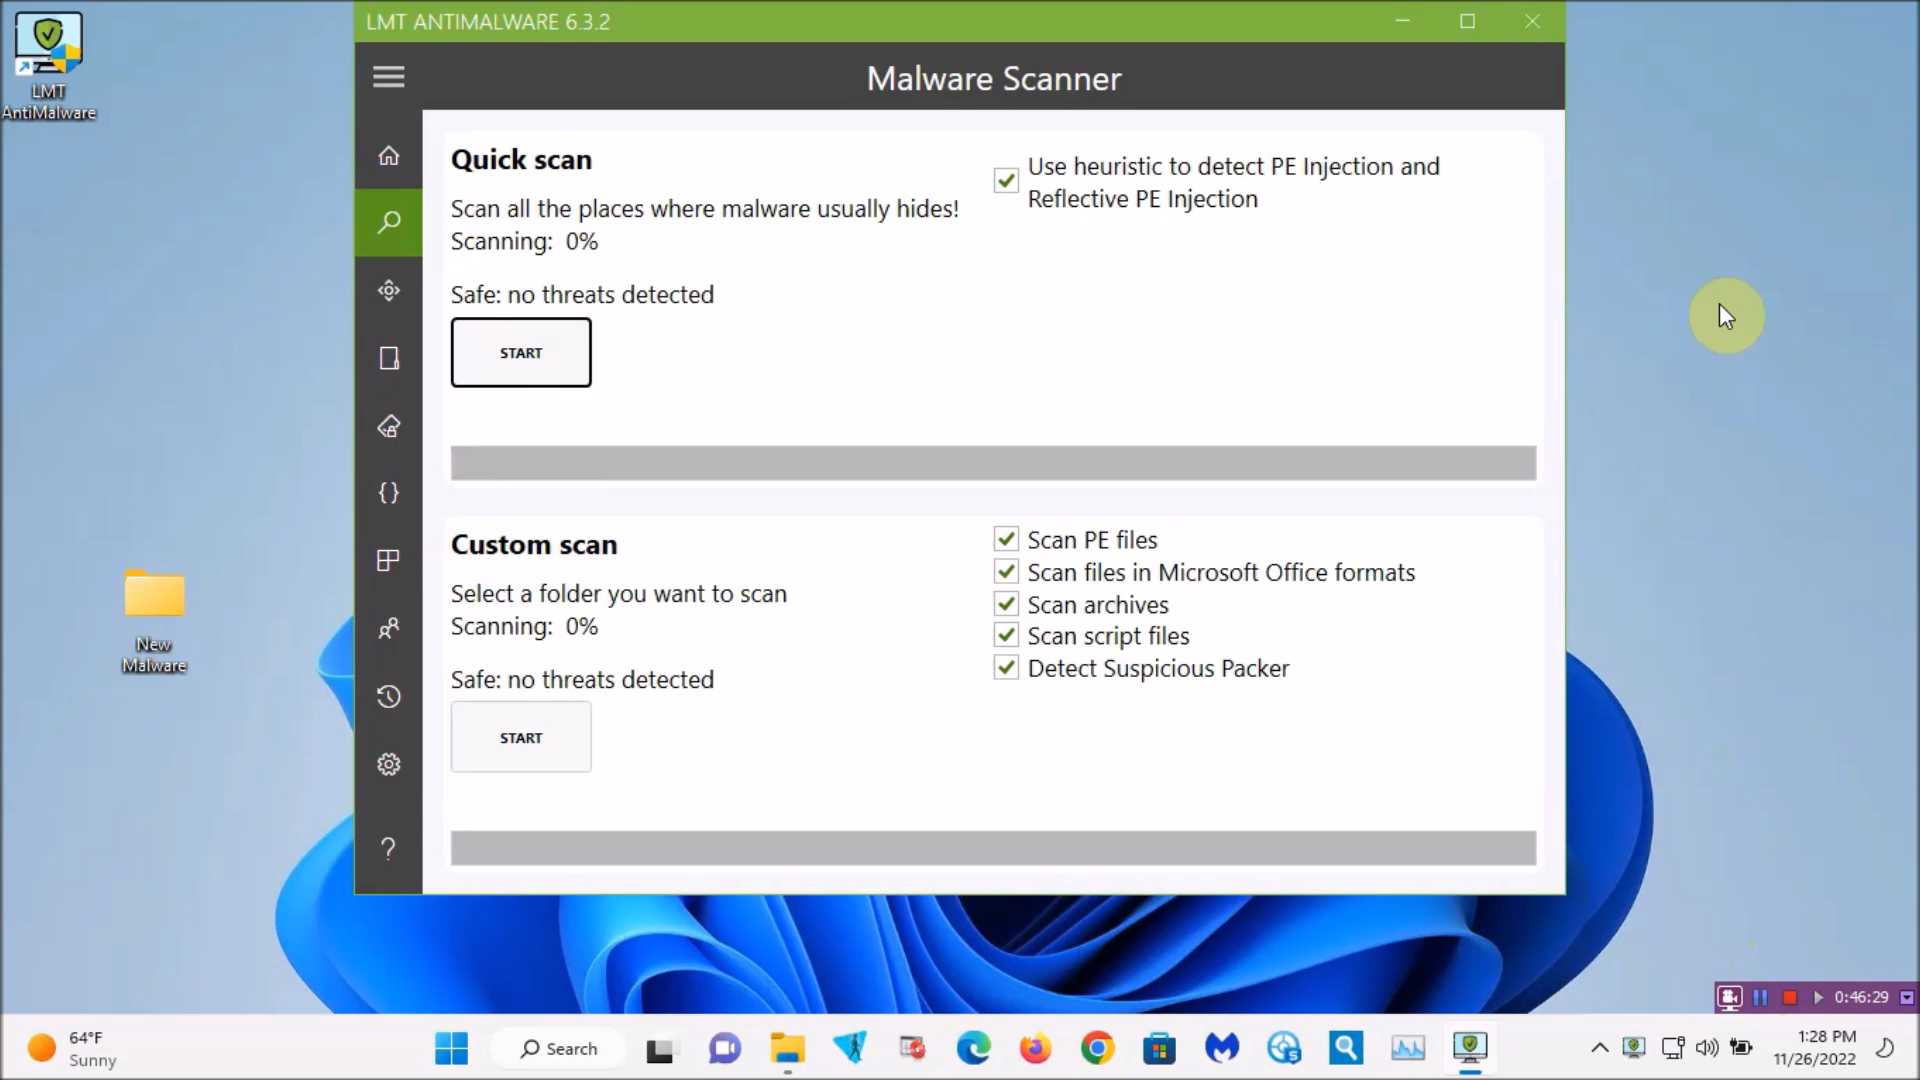 LMT ANTIMALWARE 6.3.2
LMT
AntiMalware
Malware Scanner
Quick scan
Scan all the places where malware usually hides!
Scanning: 0%
Safe: no threats detected
START
Use heuristic to detect PE Injection and
Reflective PE Injection
Custom scan
Select a folder you want to scan
Scanning: 0%
Safe: no threats detected
START
Scan PE files
Scan files in Microsoft Office formats
Scan archives
Scan script files
Detect Suspicious Packer
New
Malware
0:46:29
64°F
Sunny
Search
1:28 PM
11/26/2022